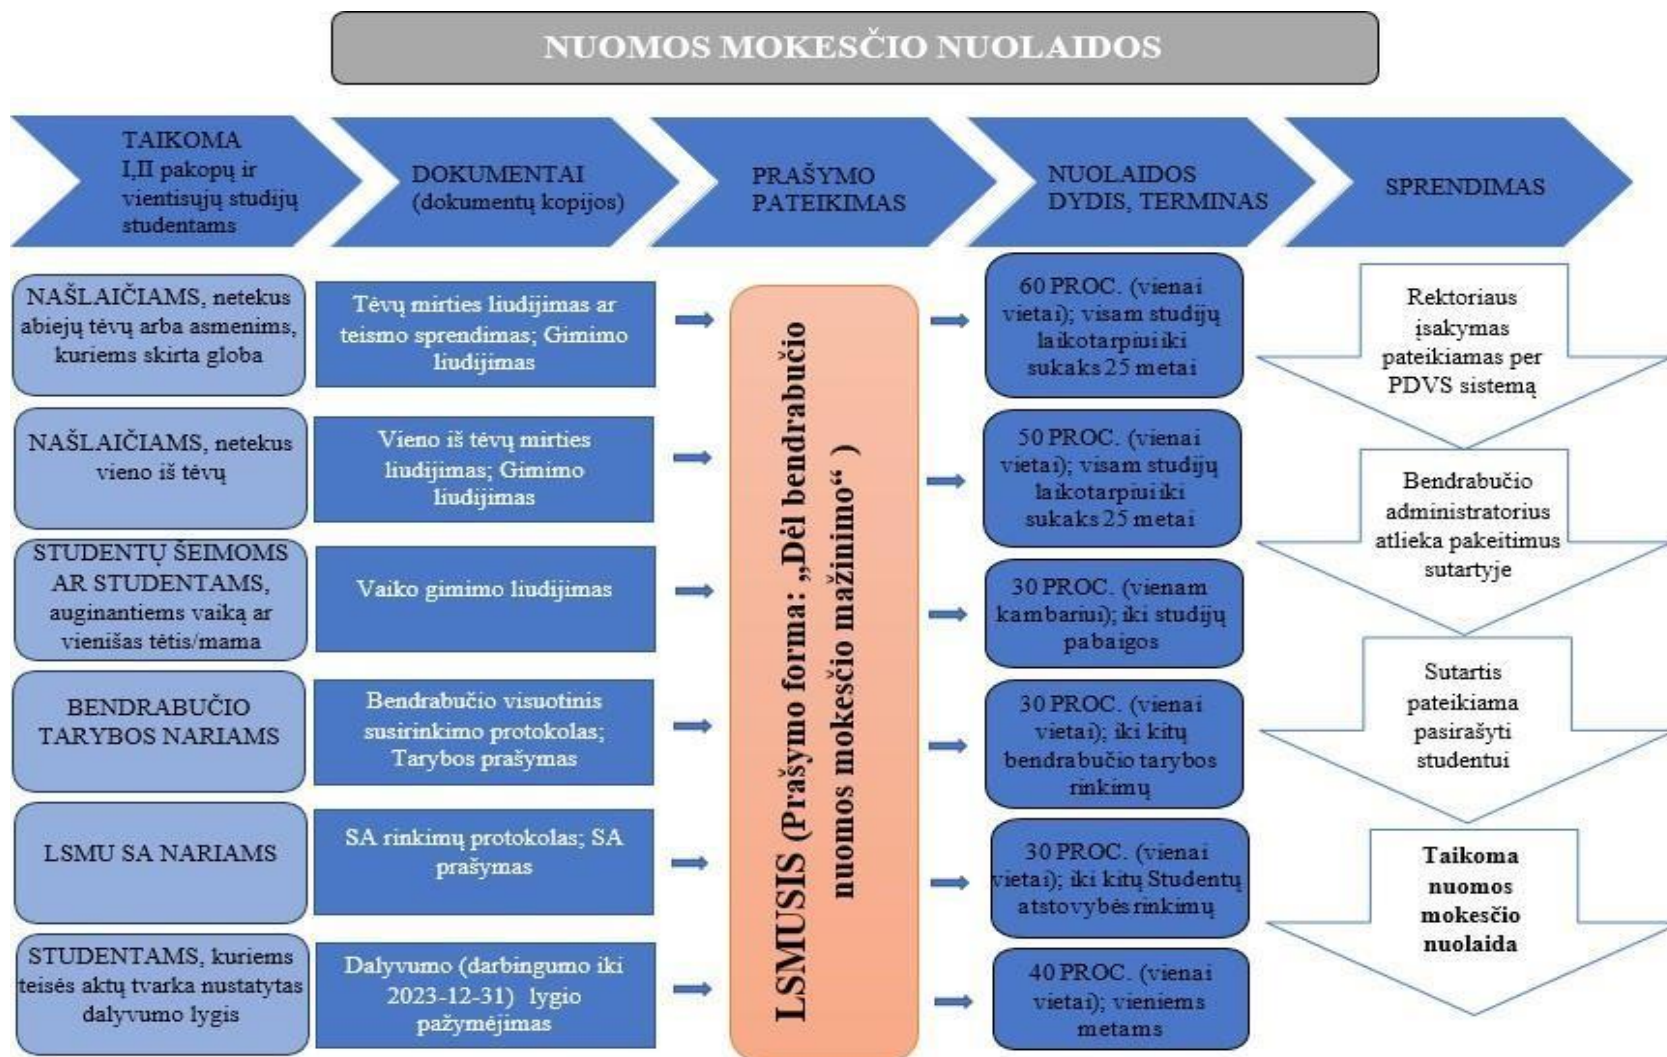 NUOMOS MOKESČIO NUOLAIDOS
TAIKOMA
I,II pakopų ir
vientisųjų studijų
studentams
DOKUMENTAI
(dokumentų kopijos)
PRAŠYMO
PATEIKIMAS
NUOLAIDOS
DYDIS, TERMINAS
SPRENDIMAS
NAŠLAIČIAMS, netekus
abiejų tėvų arba asmenims,
kuriems skirta globa
Tėvų mirties liudijimas ar
teismo sprendimas; Gimimo
liudijimas
60 PROC. (vienai
vietai); visam studijų
laikotarpiui iki
sukaks 25 metai
NAŠLAIČIAMS, netekus
vieno iš tėvų
Vieno iš tėvų mirties
liudijimas; Gimimo
liudijimas
50 PROC. (vienai
vietai); visam studijų
laikotarpiui iki
sukaks 25 metai
STUDENTŲ ŠEIMOMS
AR STUDENTAMS,
auginantiems vaiką ar
vienišas tėtis/mama
Vaiko gimimo liudijimas
30 PROC. (vienam
kambariui); iki studijų
pabaigos
BENDRABUČIO
TARYBOS NARIAMS
Bendrabučio visuotinis
susirinkimo protokolas;
Tarybos prašymas
30 PROC. (vienai
vietai); iki kitų
bendrabučio tarybos
rinkimų
LSMU SA NARIAMS
SA rinkimų protokolas; SA
prašymas
30 PROC. (vienai
vietai); iki kitų Studentų
atstovybės rinkimų
STUDENTAMS, kuriems
teisės aktų tvarka nustatytas
dalyvumo lygis
Dalyvumo (darbingumo iki
2023-12-31) lygio
pažymėjimas
40 PROC. (vienai
vietai); vieniems
metams
LSMUSIS (Prašymo forma: „Dėl bendrabučio
nuomos mokesčio mažinimo“ )
Rektoriaus
įsakymas
pateikiamas per
PDVS sistemą
Bendrabučio
administratorius
atlieka pakeitimus
sutartyje
Sutartis
pateikiama
pasirašyti
studentui
Taikoma
nuomos
mokesčio
nuolaida